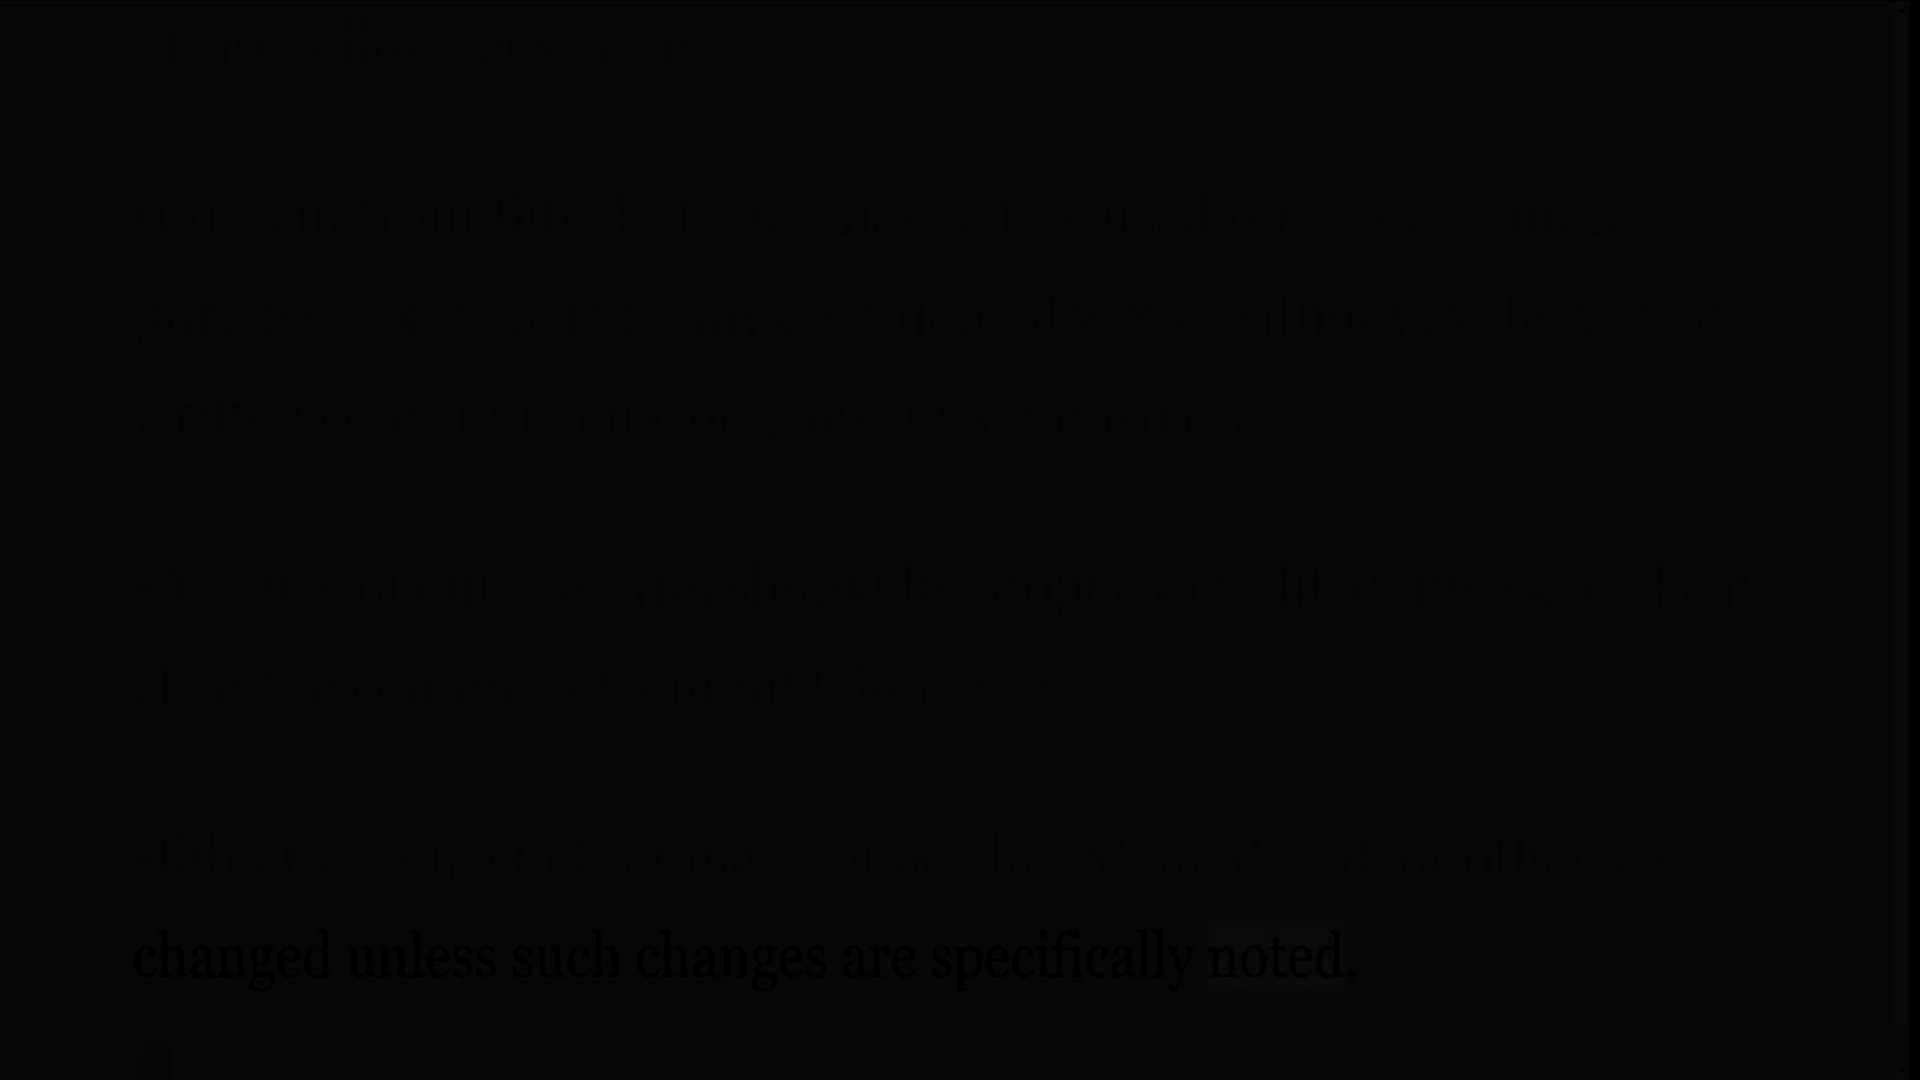 please follow these rules:
•Content from BibleRef.com may not be used for any commercial
purposes, or as part of any commercial work, without explicit prior
written consent from Got Questions ministries.
•Any use of our material should be properly credited, please make it
clear the content is from BibleRef.com
•BibleRef.com content may not be altered, modified, or otherwise
changed unless such changes are specifically noted.